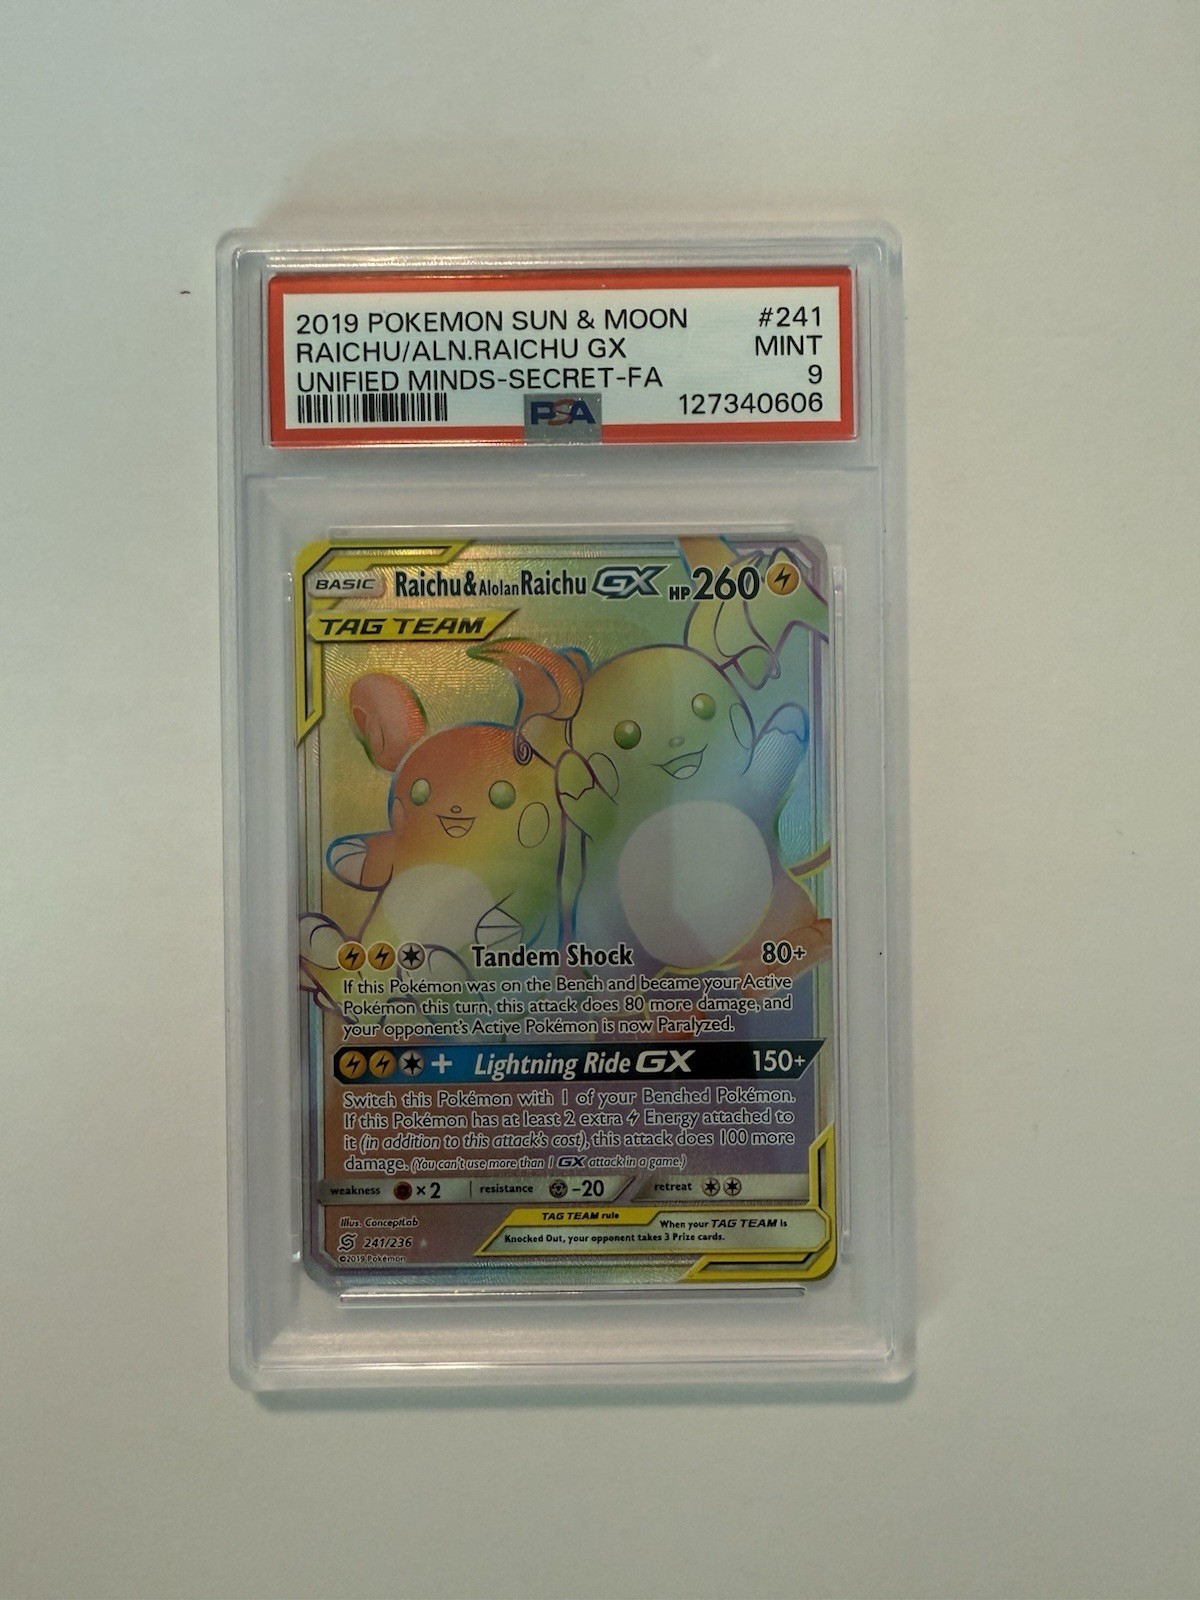 2019 POKEMON SUN & MOON #241
RAICHU/ALN.RAICHU GX MINT
UNIFIED MINDS-SECRET-FA 9
PSA 127340606
BASIC Raichu & Alolan Raichu GX HP 260
TAG TEAM
Tandem Shock 80+
If this Pokémon was on the Bench and became your Active
Pokémon this turn, this attack does 80 more damage, and
your opponent's Active Pokémon is now Paralyzed.
+ Lightning Ride GX 150+
Switch this Pokémon with 1 of your Benched Pokémon.
If this Pokémon has at least 2 extra Energy attached to
it (in addition to this attack's cost), this attack does 100 more
damage. (You can't use more than 1 GX attack in a game.)
weakness ×2 resistance -20 retreat
Illus. ConceptLab
241/236
©2019 Pokémon
TAG TEAM rule When your TAG TEAM is
Knocked Out, your opponent takes 3 Prize cards.